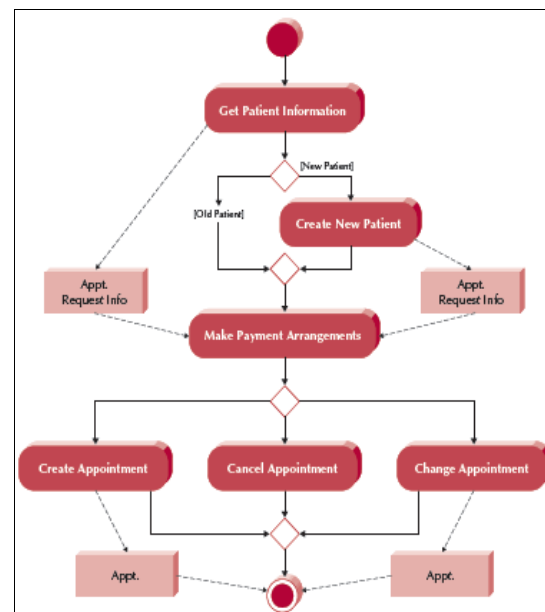 Get Patient Information
[New Patient]
[Old Patient]
Create New Patient
Appt.
Request Info
Appt.
Request Info
Make Payment Arrangements
Create Appointment
Cancel Appointment
Change Appointment
Appt.
Appt.